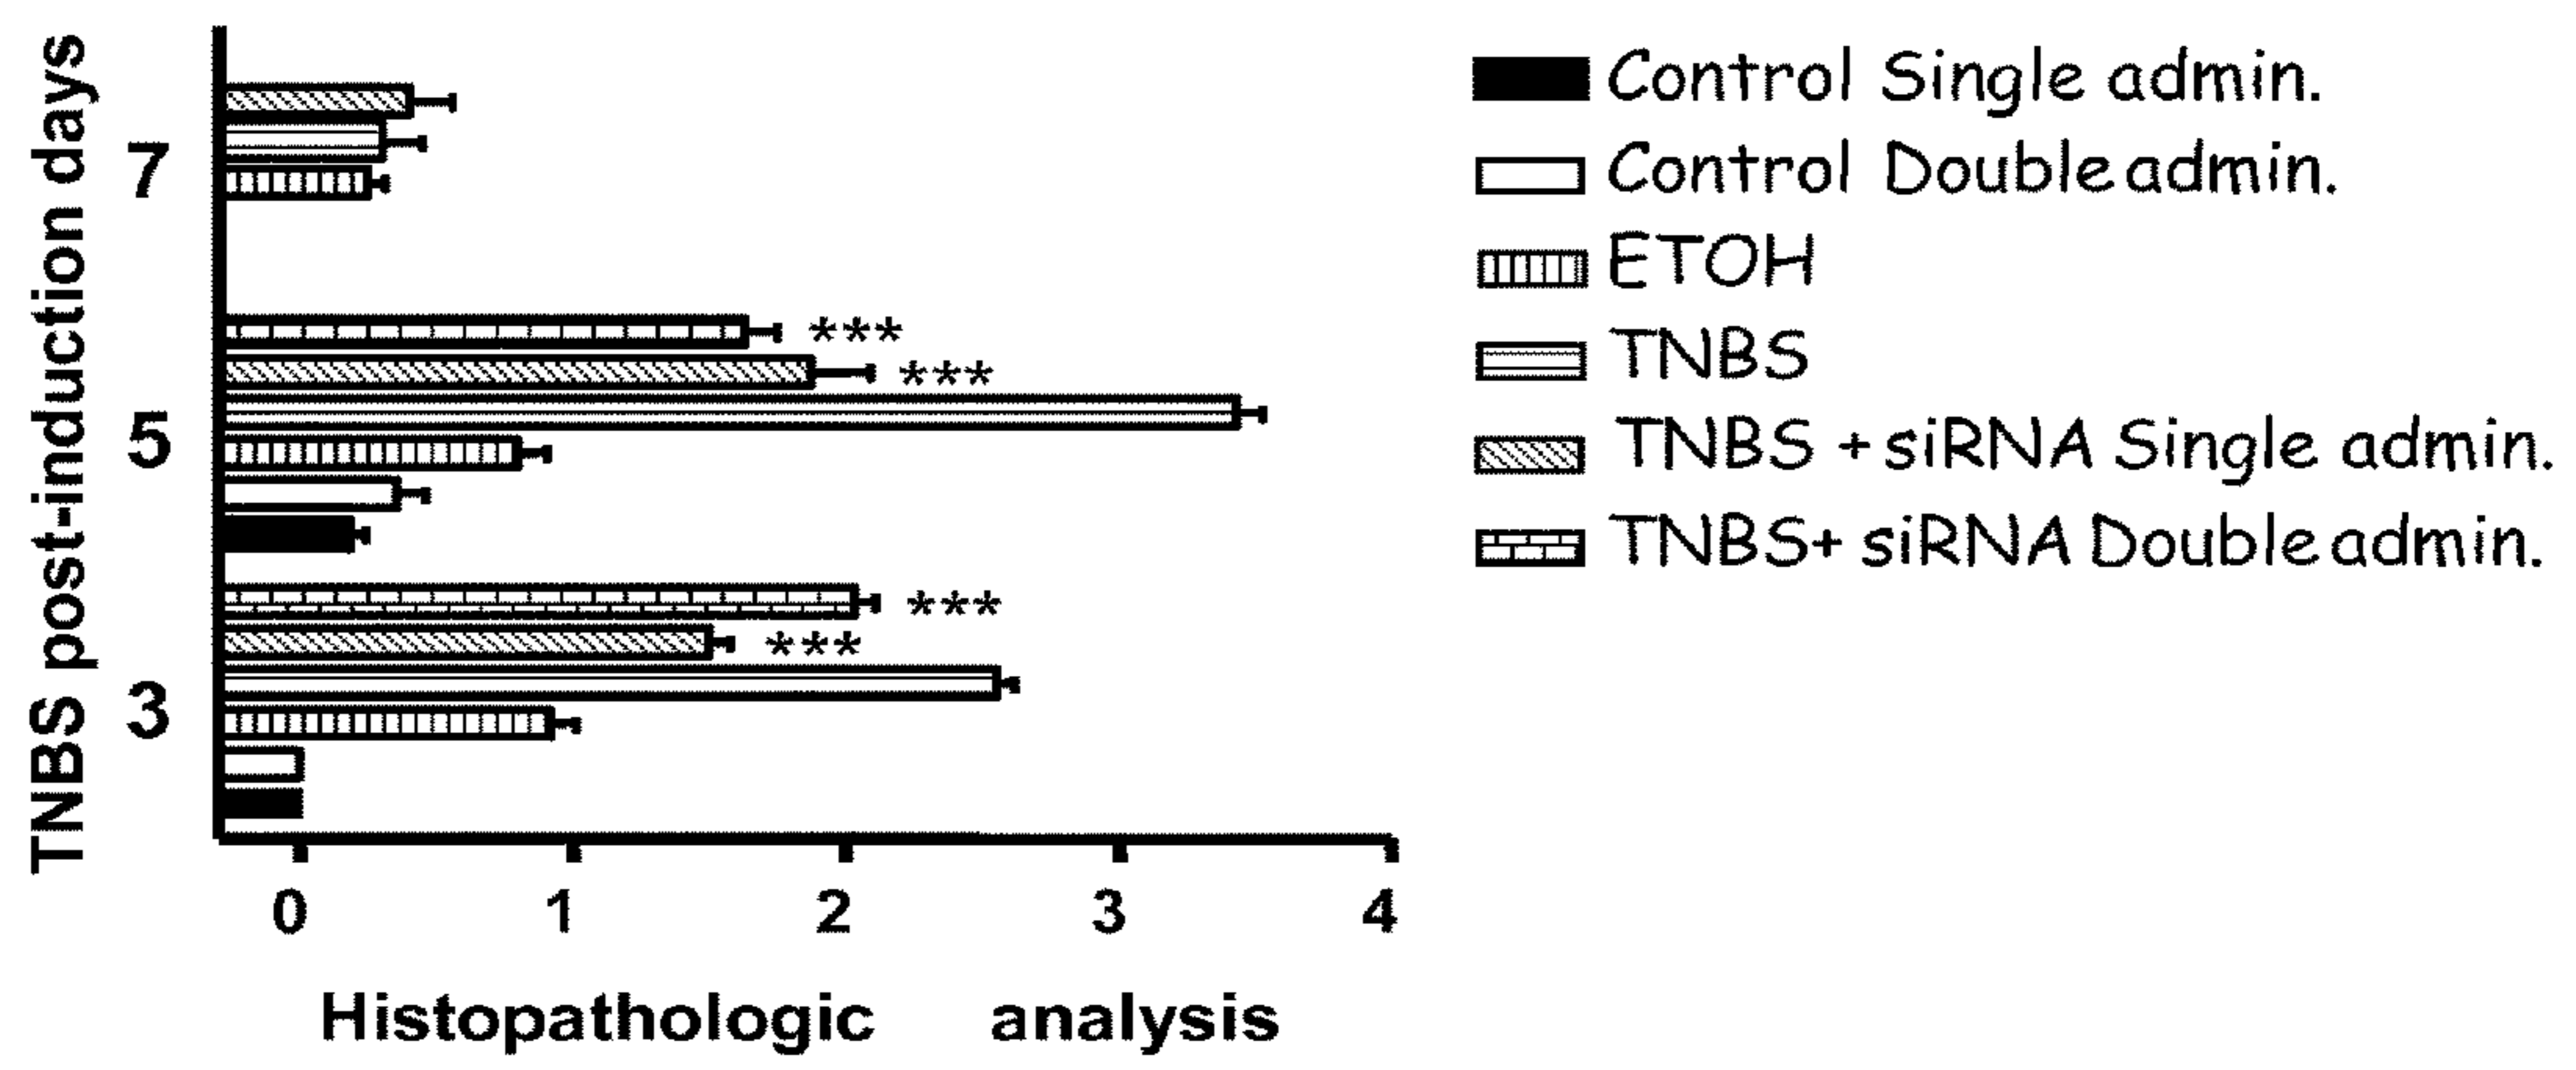 TNBS post-induction days
7
5
3
*** 
***
***
***
0 1 2 3 4
Histopathologic analysis
Control Single admin.
Control Double admin.
ETOH
TNBS
TNBS + siRNA Single admin.
TNBS+ siRNA Double admin.